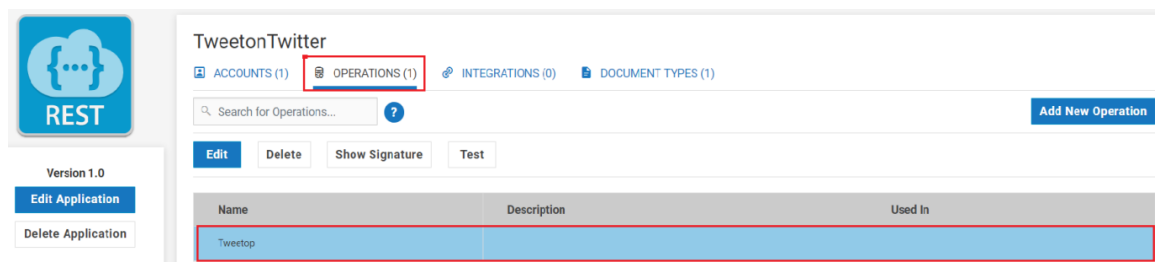 TweetonTwitter
ACCOUNTS (1) OPERATIONS (1) INTEGRATIONS (0) DOCUMENT TYPES (1)
{...}
REST
Search for Operations... ? Add New Operation
Edit Delete Show Signature Test
Version 1.0
Edit Application
Delete Application
Name Description Used In
Tweetop